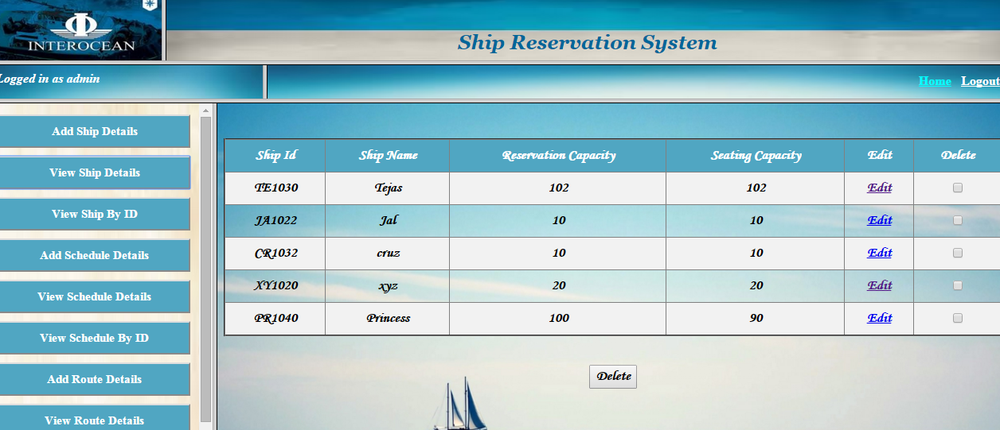 INTEROCEAN
Ship Reservation System
Logged in as admin
Home Logout
Add Ship Details
View Ship Details
View Ship By ID
Add Schedule Details
View Schedule Details
View Schedule By ID
Add Route Details
View Route Details
Ship Id Ship Name Reservation Capacity Seating Capacity Edit Delete
TE1030 Tejas 102 102 Edit
JA1022 Jal 10 10 Edit
CR1032 cruz 10 10 Edit
XY1020 xyz 20 20 Edit
PR1040 Princess 100 90 Edit
Delete